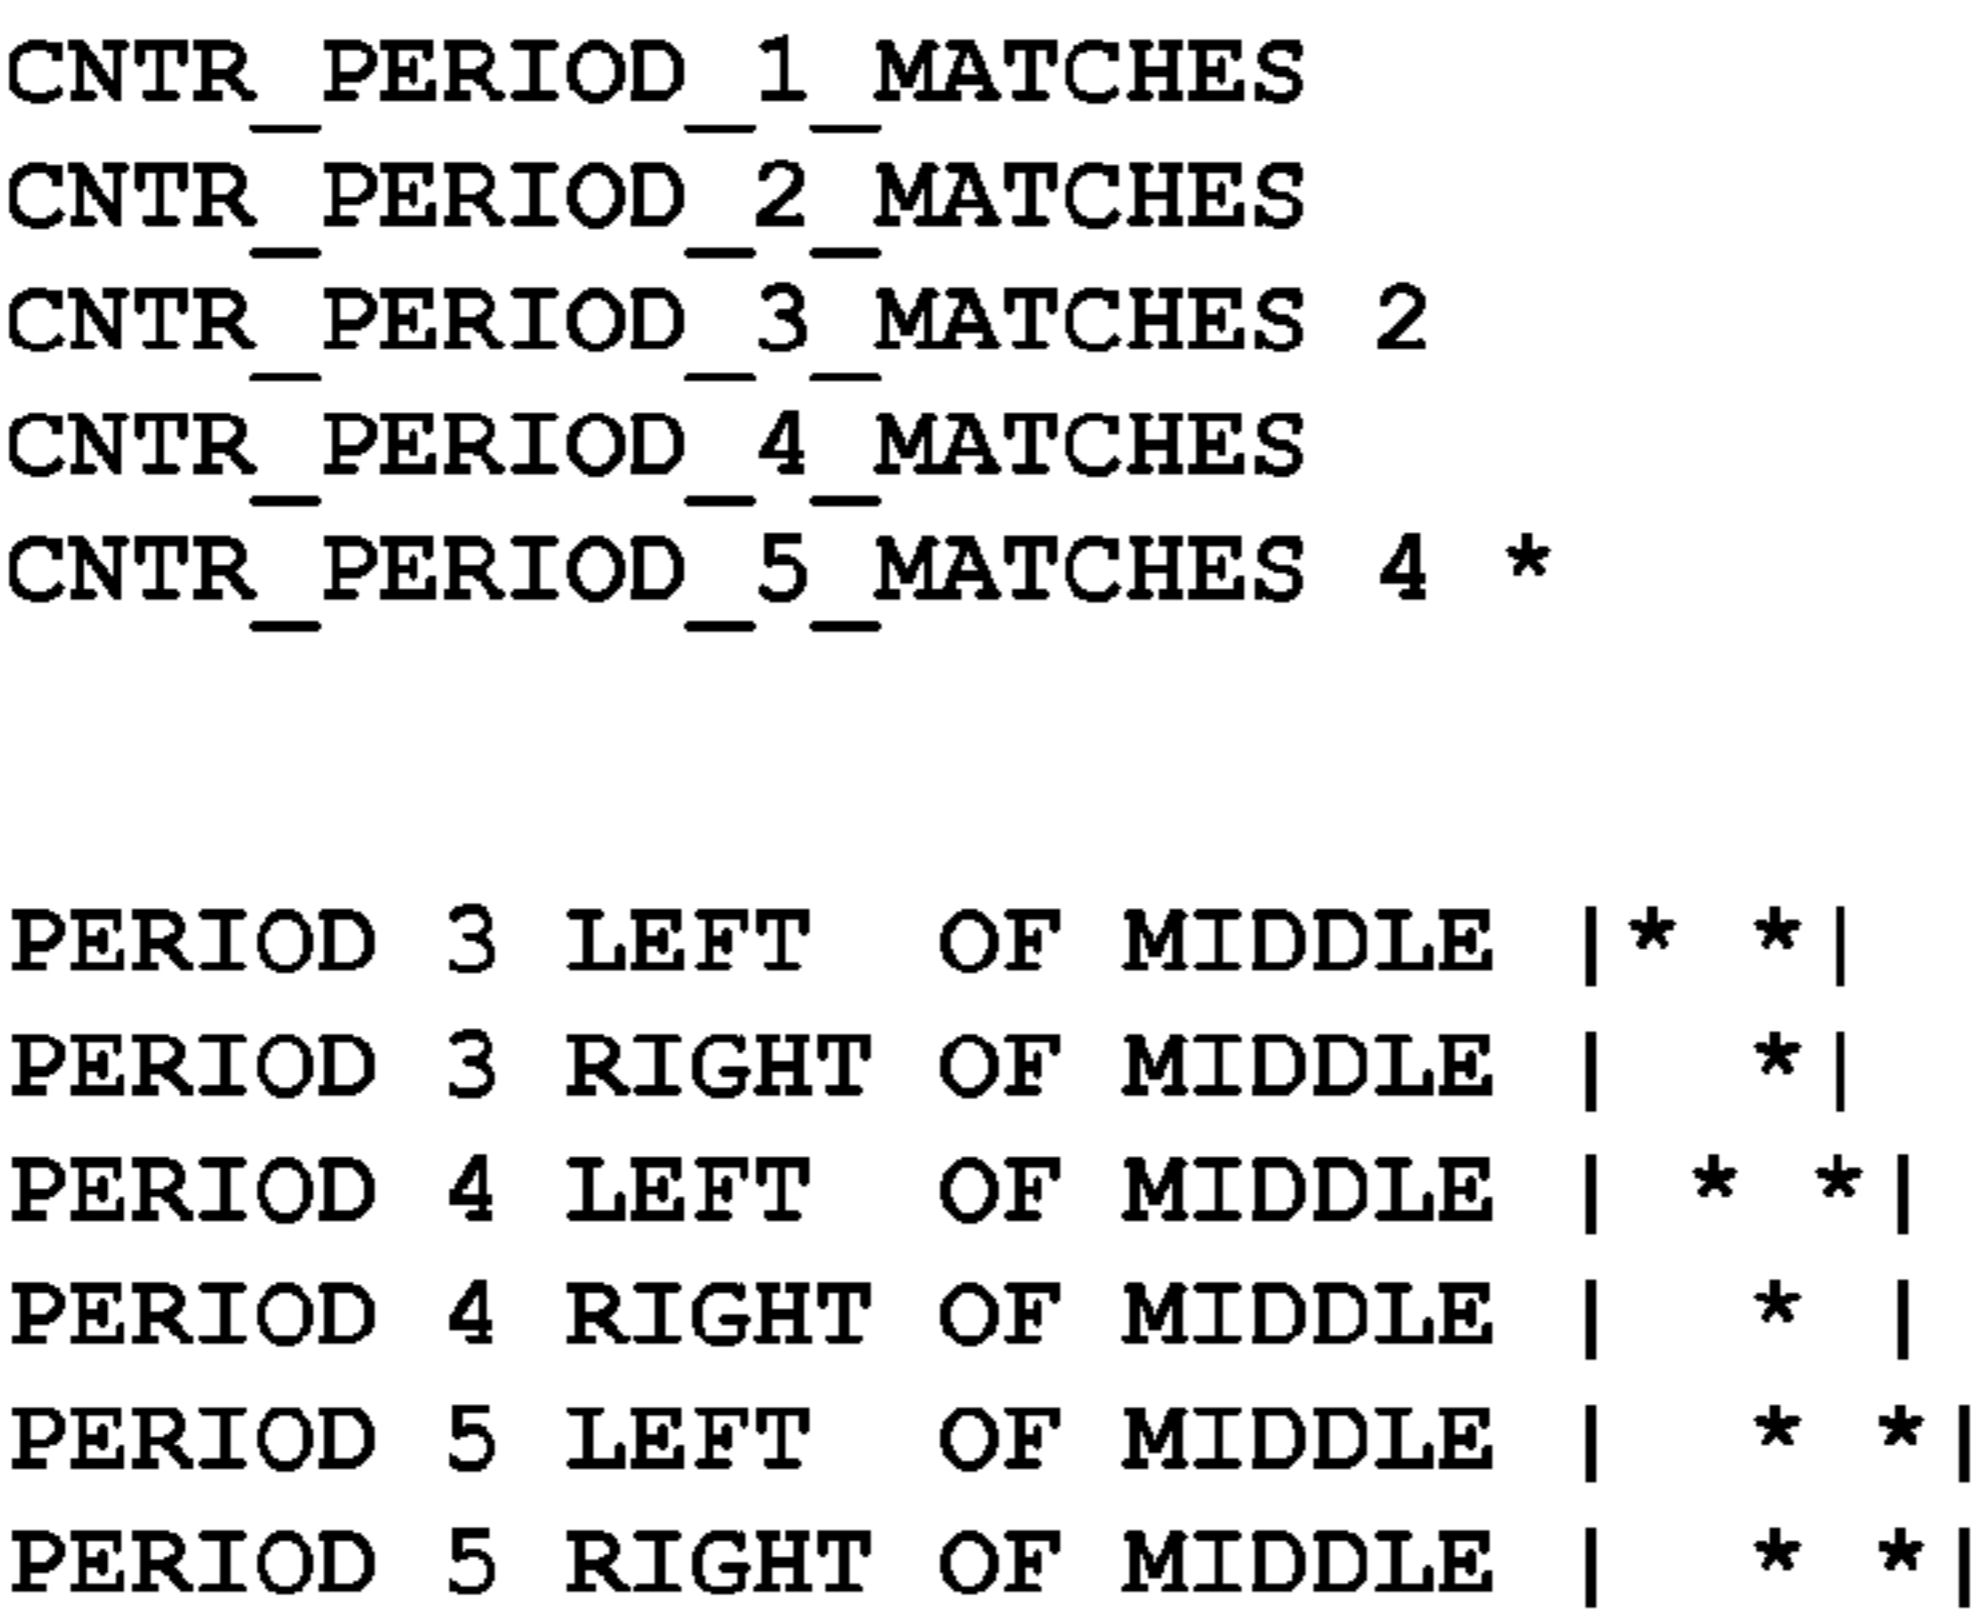 CNTR_PERIOD_1_MATCHES
CNTR_PERIOD_2_MATCHES
CNTR_PERIOD_3_MATCHES 2
CNTR_PERIOD_4_MATCHES
CNTR_PERIOD_5_MATCHES 4 *
PERIOD 3 LEFT  OF MIDDLE |* *|
PERIOD 3 RIGHT OF MIDDLE |  *|
PERIOD 4 LEFT  OF MIDDLE | * *|
PERIOD 4 RIGHT OF MIDDLE |  * |
PERIOD 5 LEFT  OF MIDDLE |  * *|
PERIOD 5 RIGHT OF MIDDLE |  * *|